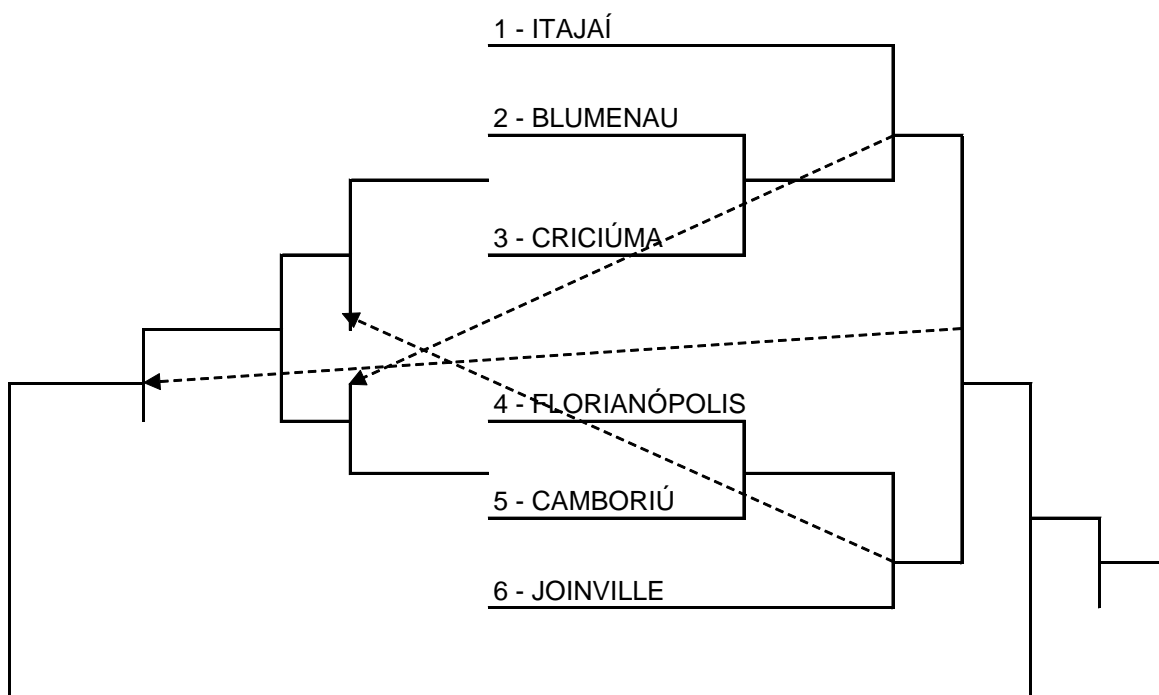 1 - ITAJAÍ
2 - BLUMENAU
3 - CRICIÚMA
4 - FLORIANÓPOLIS
5 - CAMBORIÚ
6 - JOINVILLE